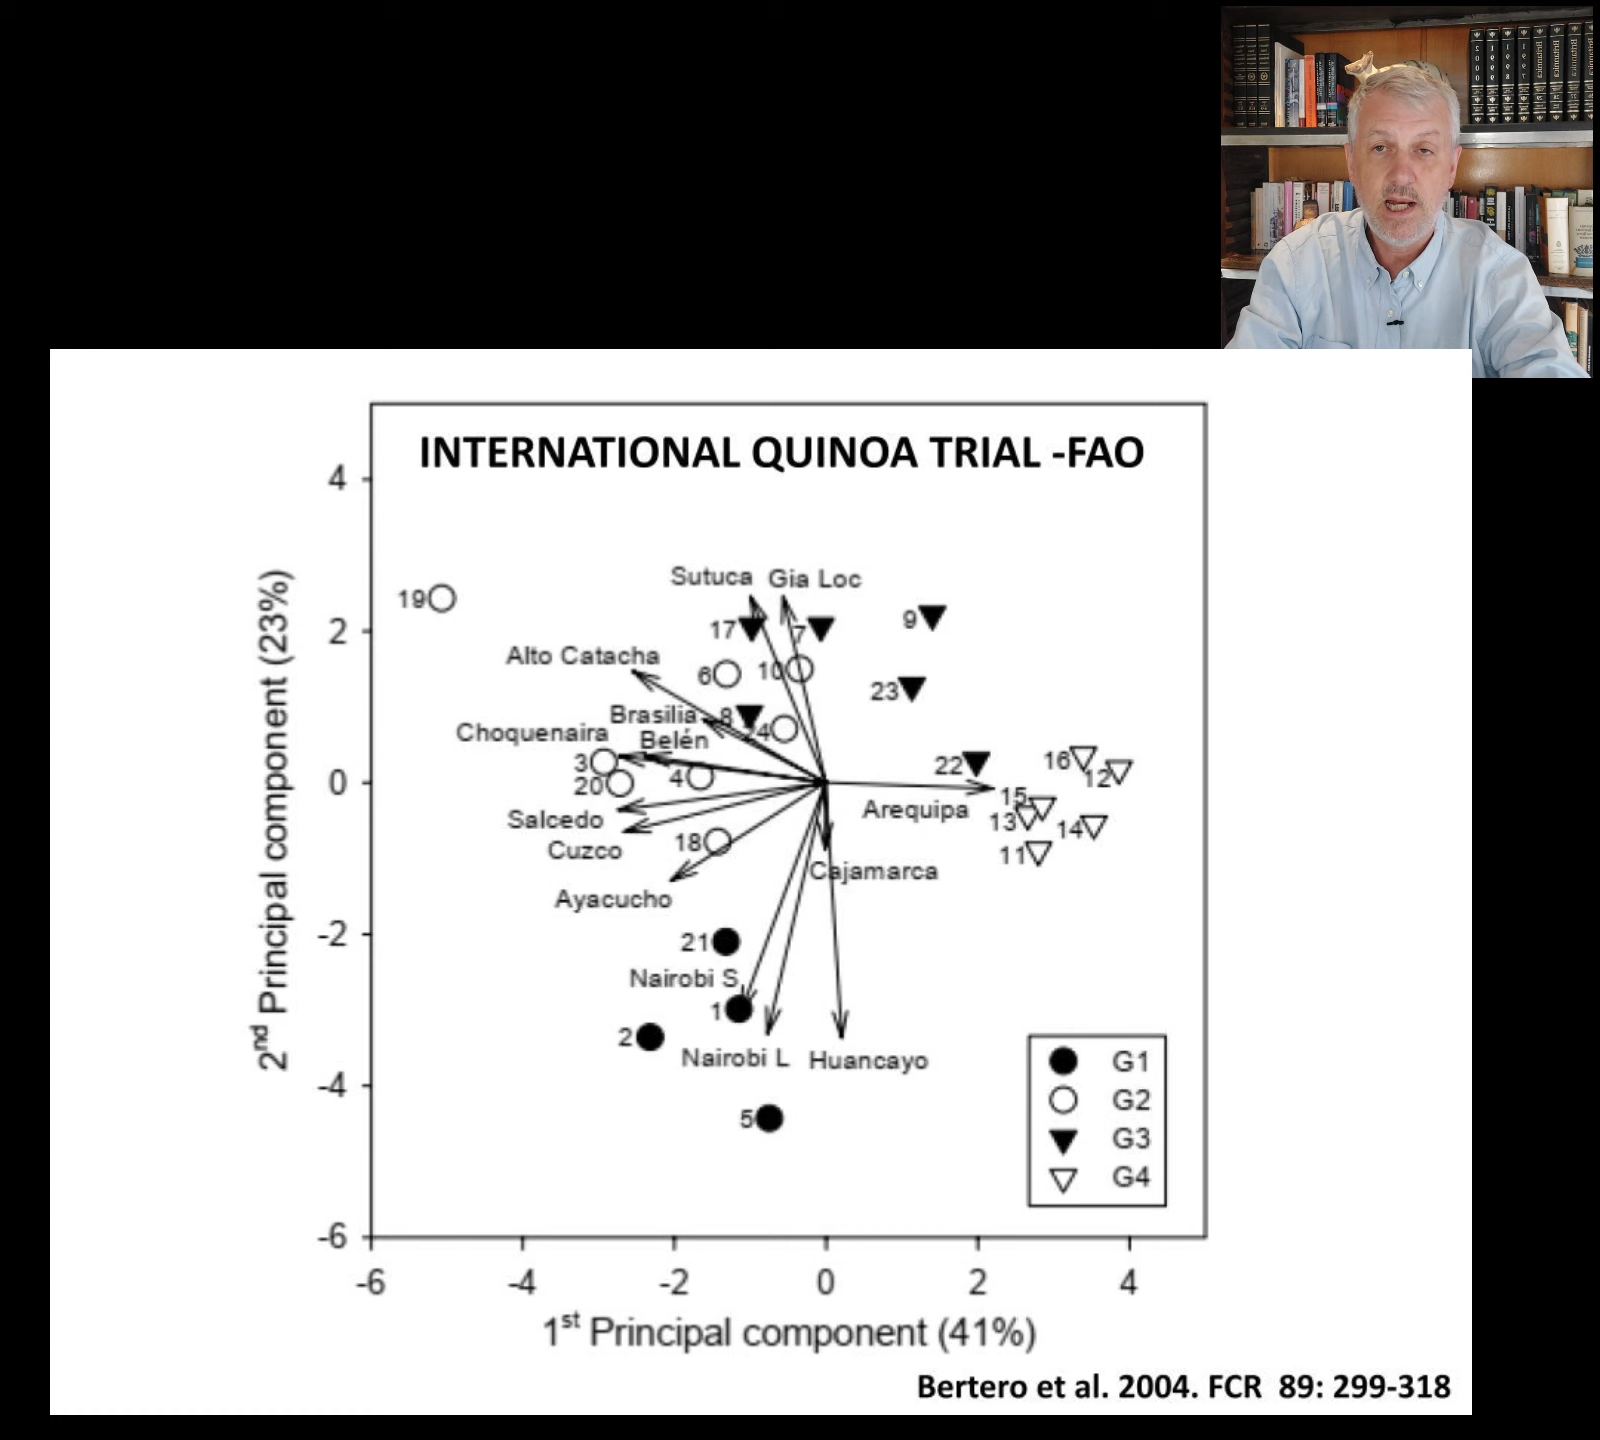 INTERNATIONAL QUINOA TRIAL -FAO
4
2
0
-2
-4
-6
2nd Principal component (23%)
Sutuca Gia Loc
19
17
7
9
Alto Catacha
6
10
23
Brasilia
8
24
Choquenaira
Belén
3
4
22
16
12
20
15
Salcedo
Arequipa
13
14
Cuzco
18
11
Cajamarca
Ayacucho
21
Nairobi S
1
2
Nairobi L Huancayo
5
G1
G2
G3
G4
-6 -4 -2 0 2 4
1st Principal component (41%)
Bertero et al. 2004. FCR 89: 299-318